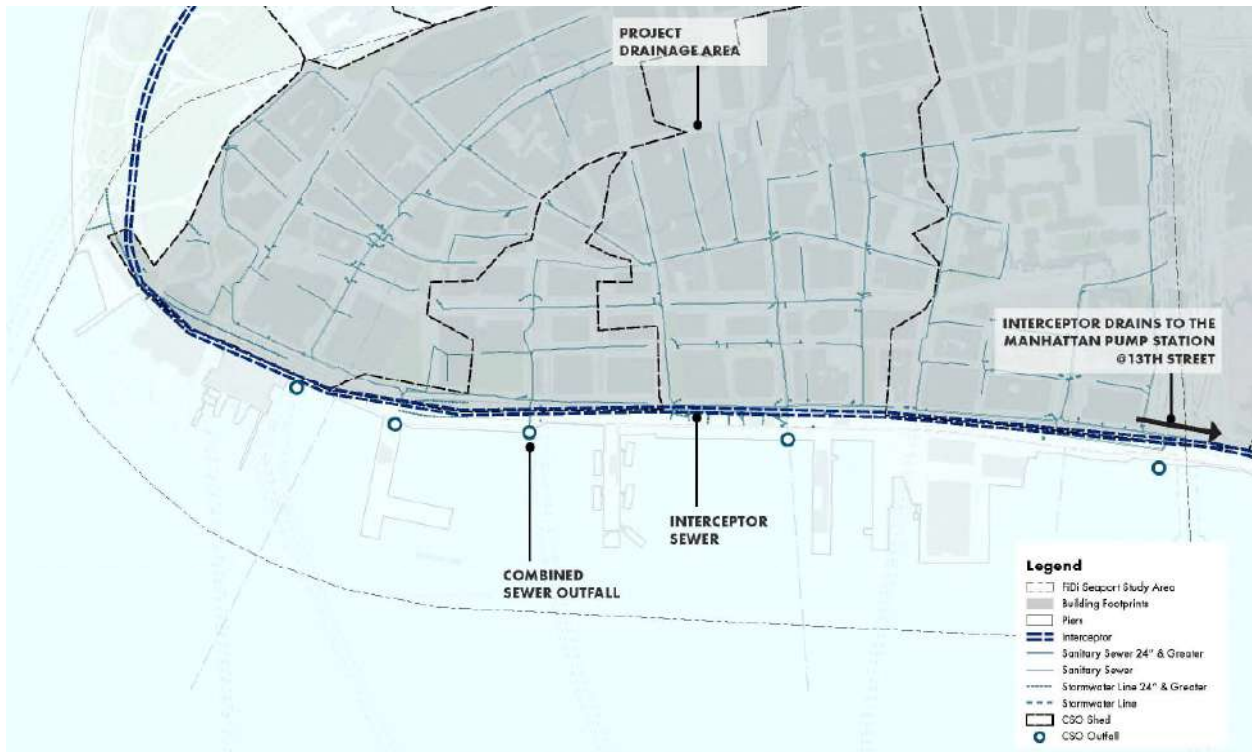 PROJECT
DRAINAGE AREA
INTERCEPTOR DRAINS TO THE
MANHATTAN PUMP STATION
@13TH STREET
INTERCEPTOR
SEWER
COMBINED
SEWER OUTFALL
Legend
FiDi Seaport Study Area
Building Footprints
Piers
Interceptor
Sanitary Sewer 24" & Greater
Sanitary Sewer
Stormwater Line 24" & Greater
Stormwater Line
CSO Shed
CSO Outfall